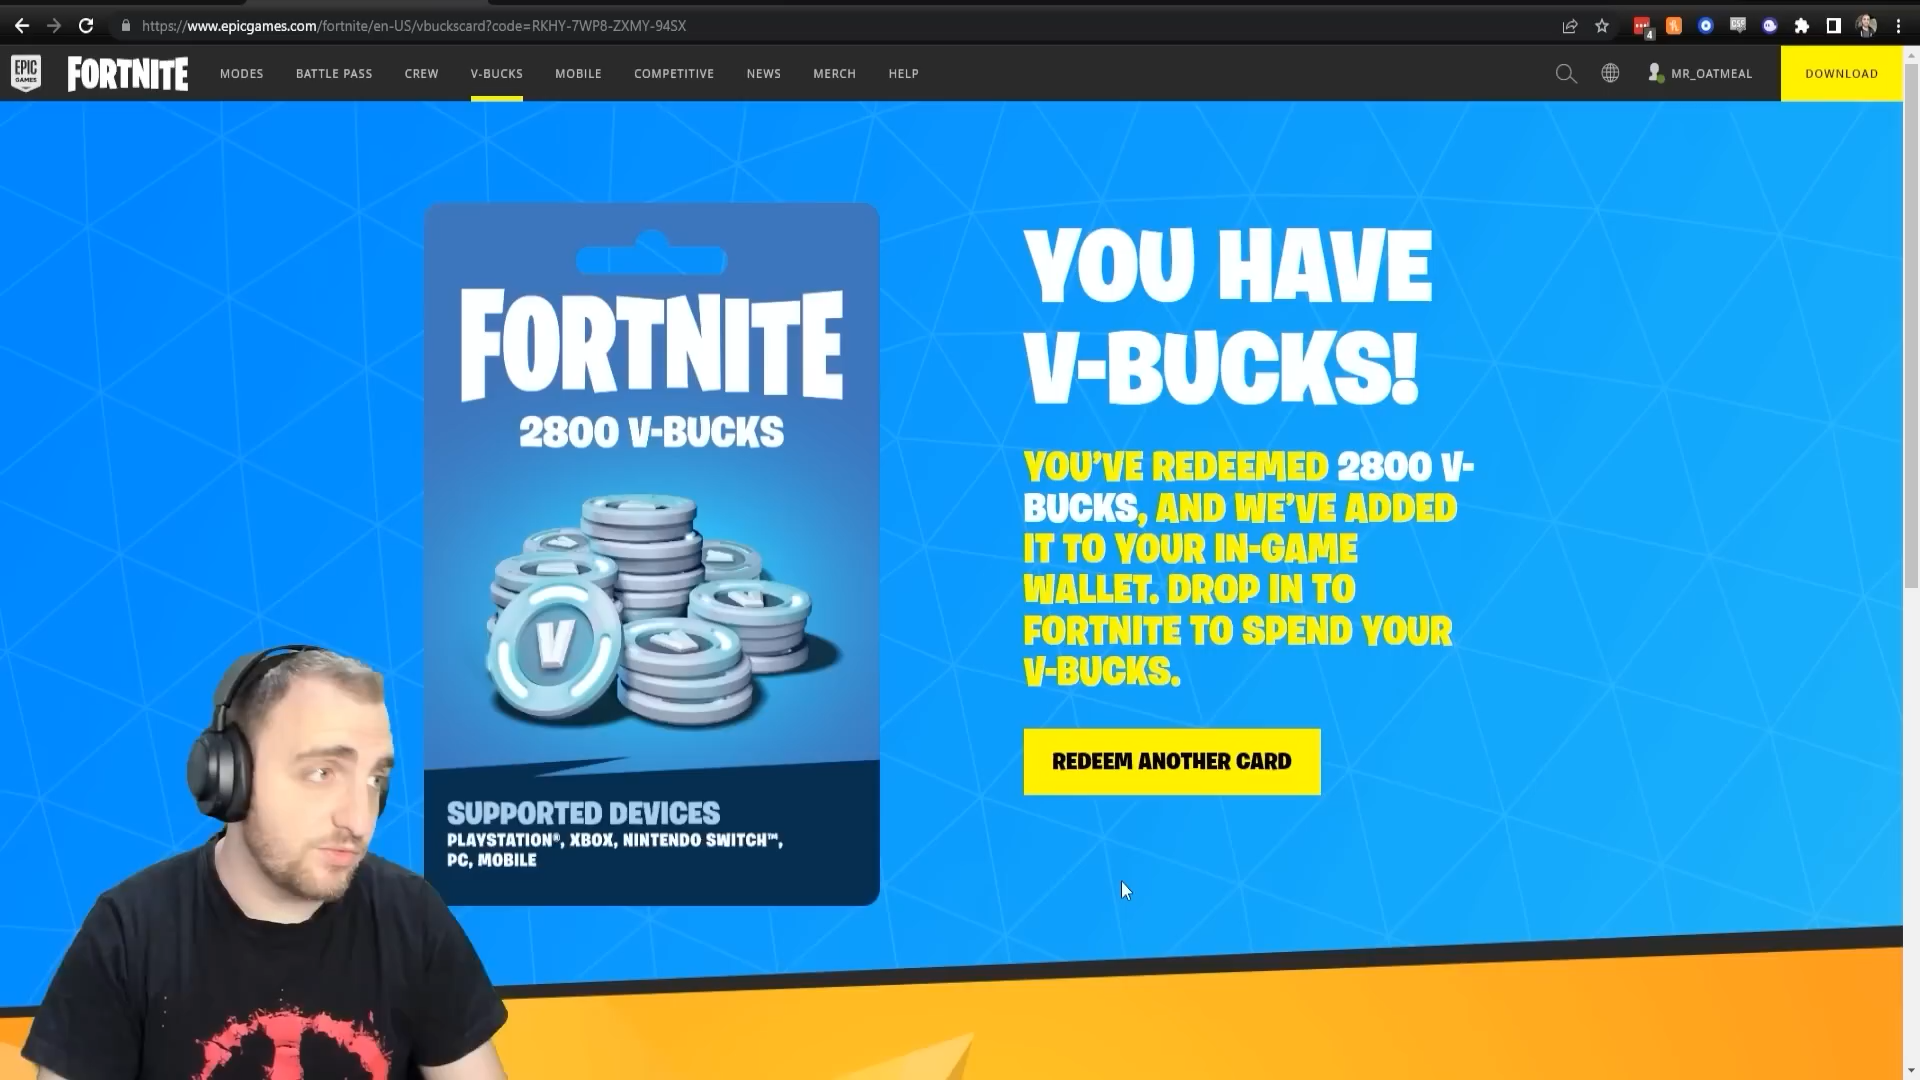 https://www.epicgames.com/fortnite/en-US/vbuckscard?code=RKHY-7WP8-ZXMY-94SX
4
EPIC
GAMES
FORTNITE
MODES
BATTLE PASS
CREW
V-BUCKS
MOBILE
COMPETITIVE
NEWS
MERCH
HELP
MR_OATMEAL
DOWNLOAD
FORTNITE
2800 V-BUCKS
V
SUPPORTED DEVICES
PLAYSTATION®, XBOX, NINTENDO SWITCH™,
PC, MOBILE
YOU HAVE
V-BUCKS!
YOU'VE REDEEMED 2800 V-
BUCKS, AND WE'VE ADDED
IT TO YOUR IN-GAME
WALLET. DROP IN TO
FORTNITE TO SPEND YOUR
V-BUCKS.
REDEEM ANOTHER CARD